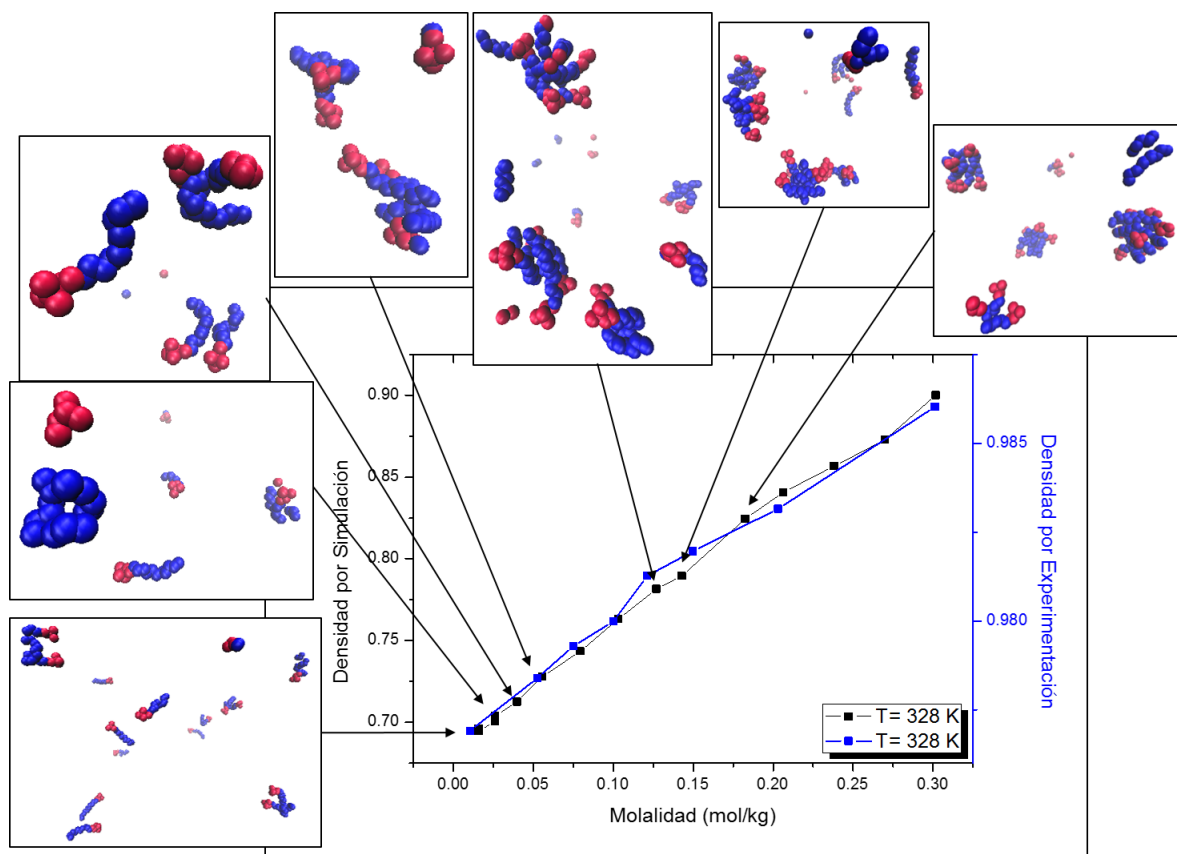 0.90
0.85
0.80
0.75
0.70
Densidad por Simulación
0.985
0.980
Densidad por Experimentación
T= 328 K
T= 328 K
0.00 0.05 0.10 0.15 0.20 0.25 0.30
Molalidad (mol/kg)